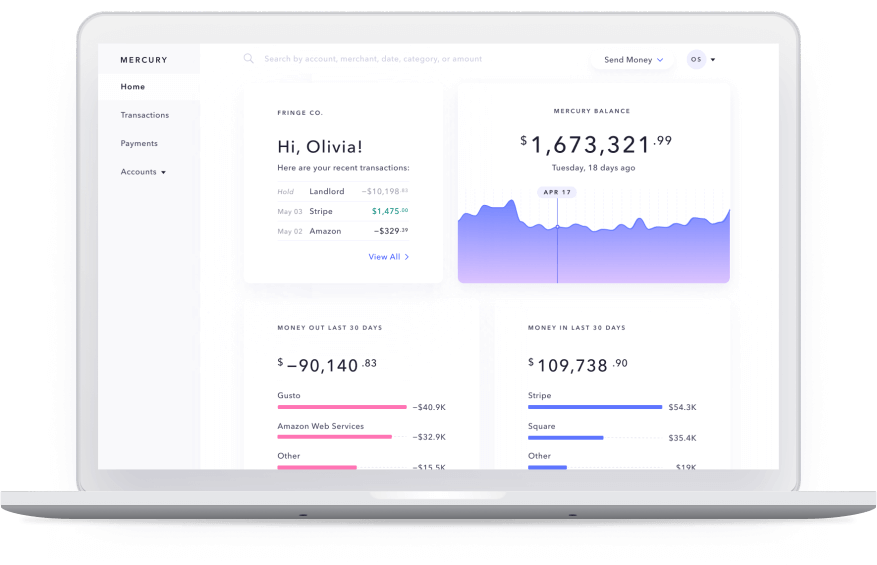 MERCURY
Home
Transactions
Payments
Accounts
Search by account, merchant, date, category, or amount
Send Money
OS
FRINGE CO.
Hi, Olivia!
Here are your recent transactions:
Hold Landlord −$10,198.83
May 03 Stripe $1,475.00
May 02 Amazon −$329.39
View All
MERCURY BALANCE
$1,673,321.99
Tuesday, 18 days ago
APR 17
MONEY OUT LAST 30 DAYS
$−90,140.83
Gusto
−$40.9K
Amazon Web Services
−$32.9K
Other
−$15.5K
MONEY IN LAST 30 DAYS
$109,738.90
Stripe
$54.3K
Square
$35.4K
Other
$19K